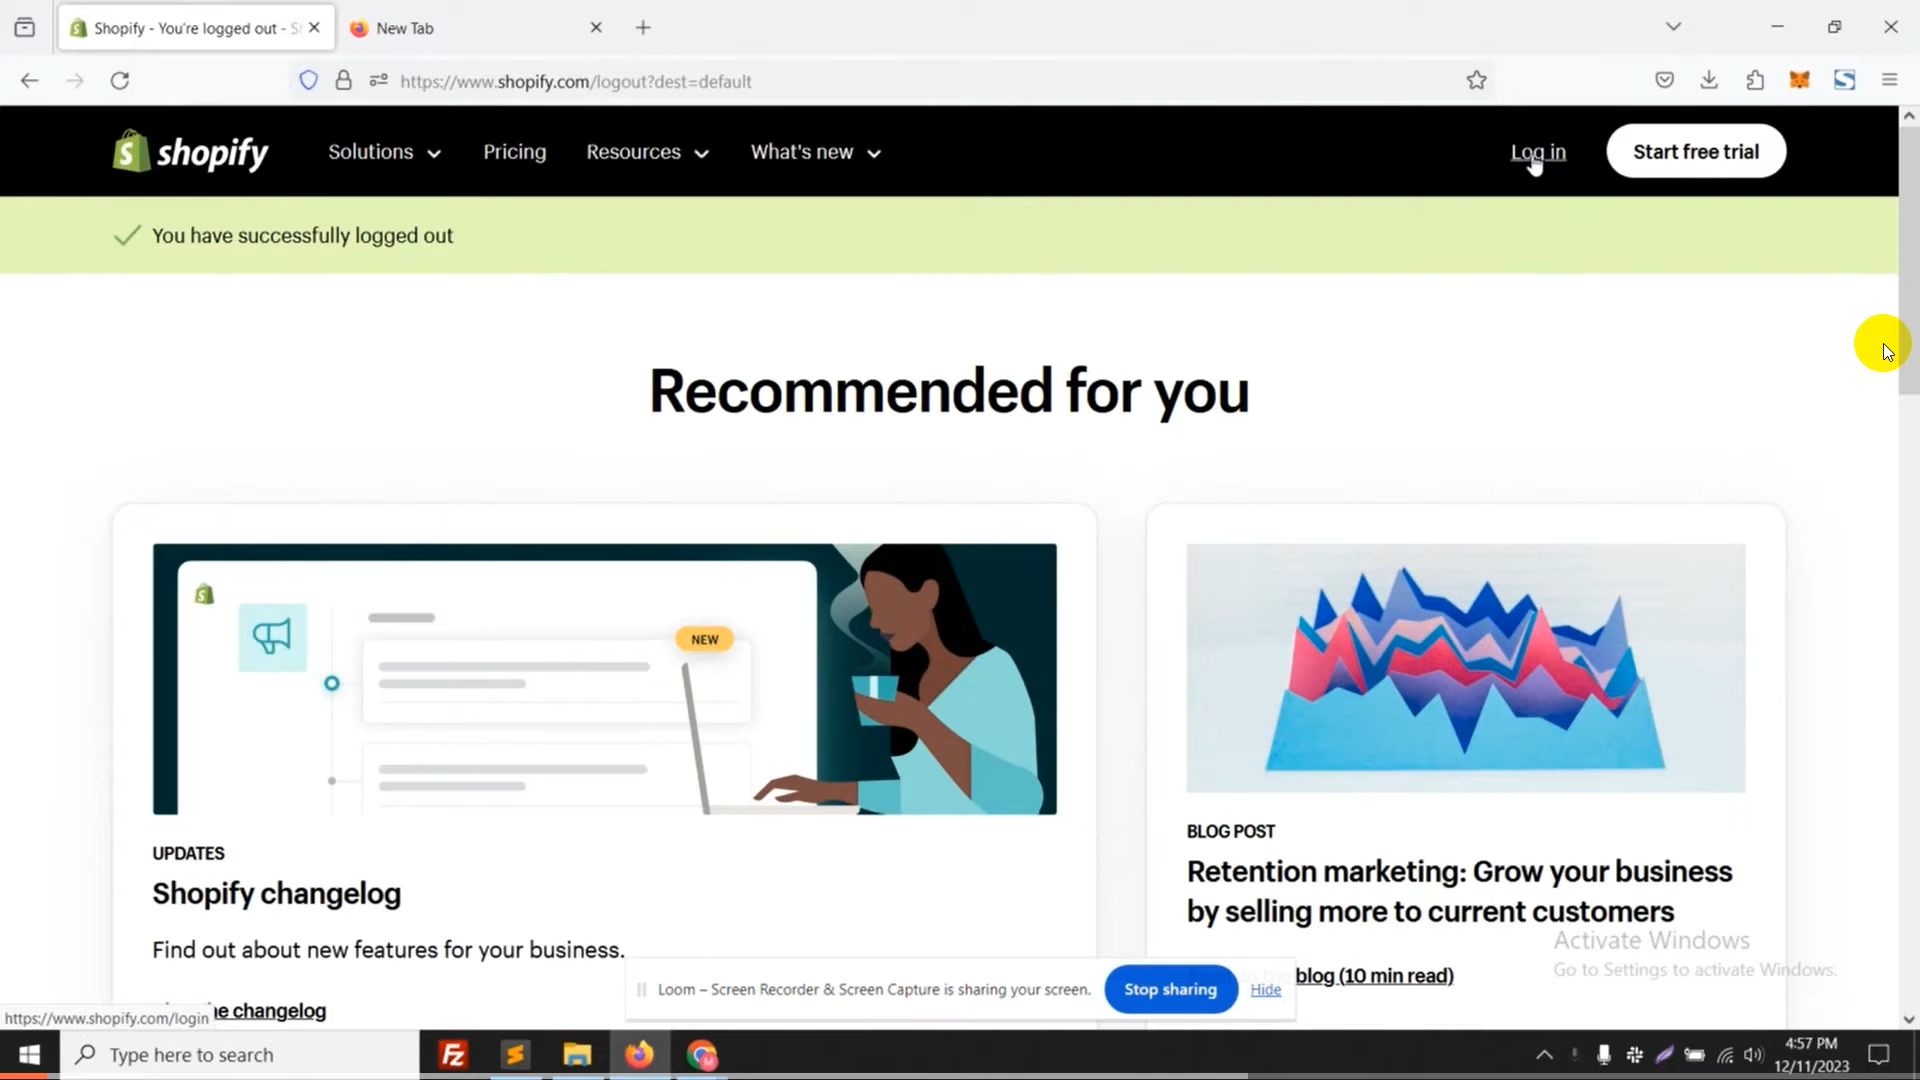 Shopify - You're logged out - S
New Tab
https://www.shopify.com/logout?dest=default
shopify
Solutions
Pricing
Resources
What's new
Log in
Start free trial
You have successfully logged out
Recommended for you
NEW
UPDATES
Shopify changelog
Find out about new features for your business.
he changelog
BLOG POST
Retention marketing: Grow your business
by selling more to current customers
blog (10 min read)
Activate Windows
Go to Settings to activate Windows.
Loom – Screen Recorder & Screen Capture is sharing your screen.
Stop sharing
Hide
https://www.shopify.com/login
Type here to search
4:57 PM
12/11/2023